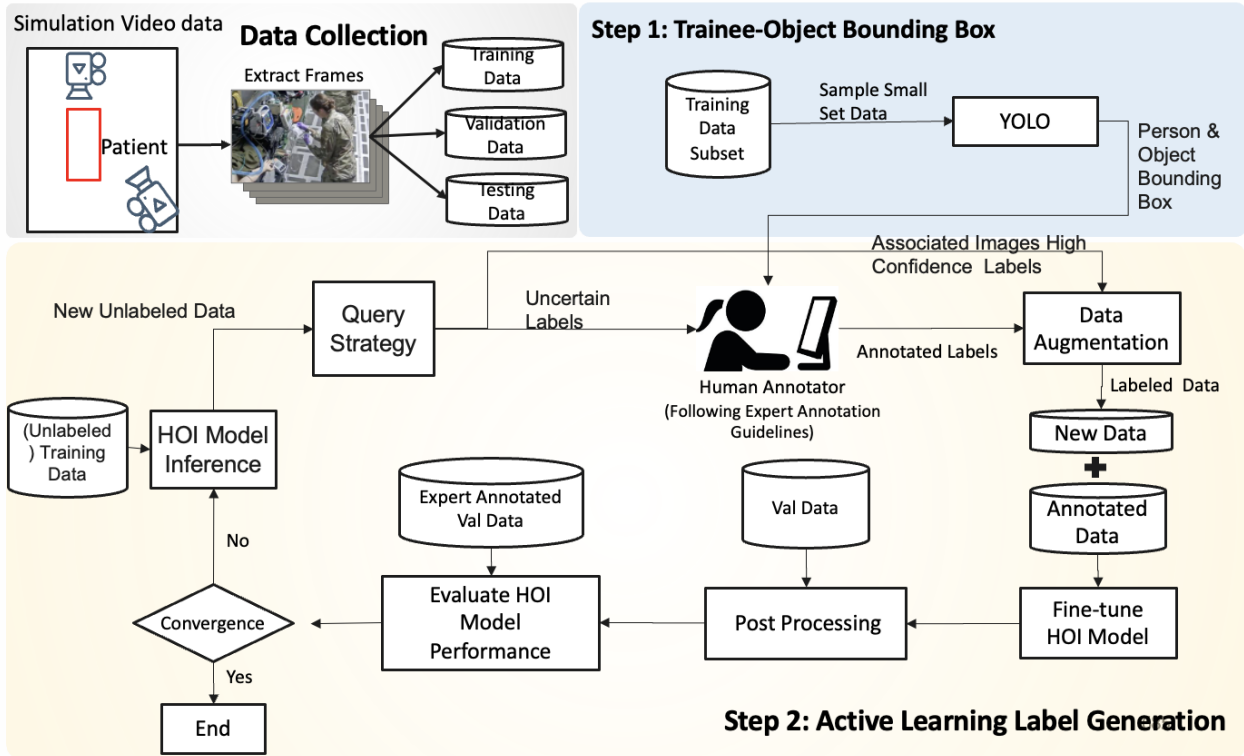 Simulation Video data
Data Collection
Patient
Extract Frames
Training
Data
Validation
Data
Testing
Data
Step 1: Trainee-Object Bounding Box
Training
Data
Subset
Sample Small
Set Data
YOLO
Person &
Object
Bounding
Box
New Unlabeled Data
Query
Strategy
Uncertain
Labels
Associated Images High
Confidence Labels
Human Annotator
(Following Expert Annotation
Guidelines)
Annotated Labels
Data
Augmentation
Labeled Data
New Data
Annotated
Data
(Unlabeled
) Training
Data
HOI Model
Inference
Expert Annotated
Val Data
Val Data
No
Convergence
Yes
End
Evaluate HOI
Model
Performance
Post Processing
Fine-tune
HOI Model
Step 2: Active Learning Label Generation